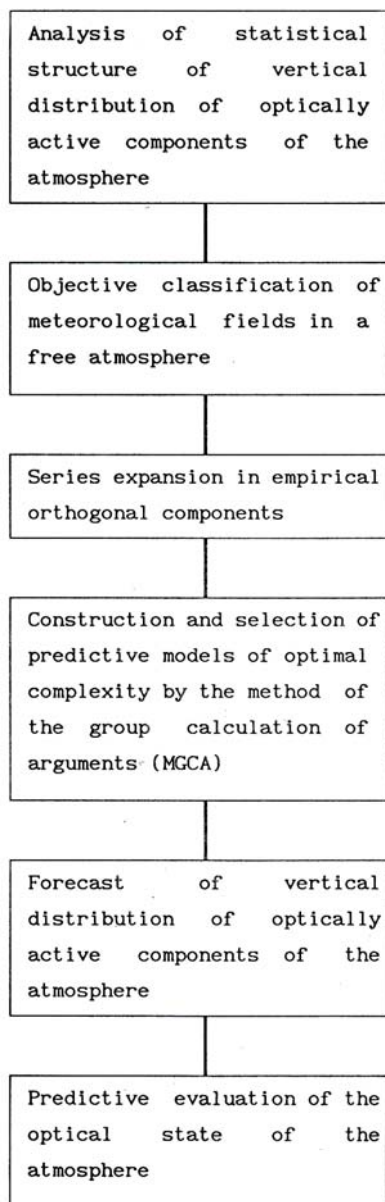 Analysis of statistical
structure of vertical
distribution of optically
active components of the
atmosphere
Objective classification of
meteorological fields in a
free atmosphere
Series expansion in empirical
orthogonal components
Construction and selection of
predictive models of optimal
complexity by the method of
the group calculation of
arguments (MGCA)
Forecast of vertical
distribution of optically
active components of the
atmosphere
Predictive evaluation of the
optical state of the
atmosphere